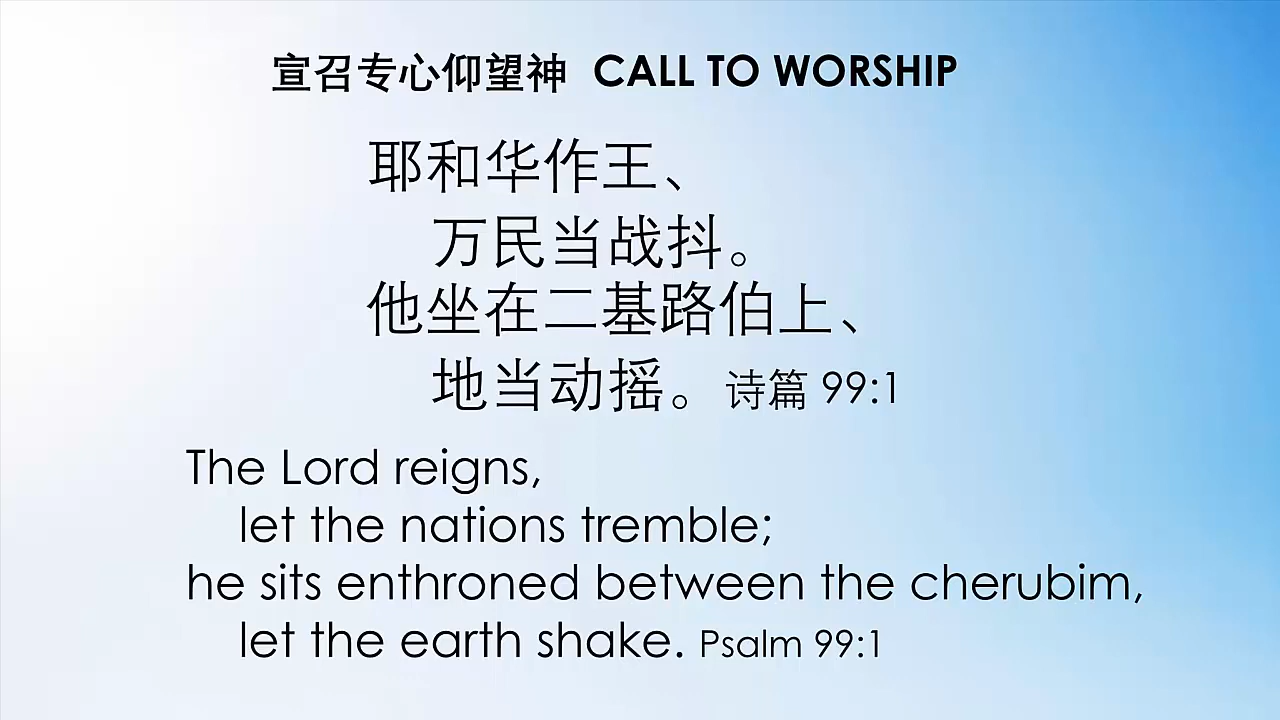 宣召专心仰望神 CALL TO WORSHIP
耶和华作王、
万民当战抖。
他坐在二基路伯上、
地当动摇。诗篇 99:1
The Lord reigns,
let the nations tremble;
he sits enthroned between the cherubim,
let the earth shake. Psalm 99:1